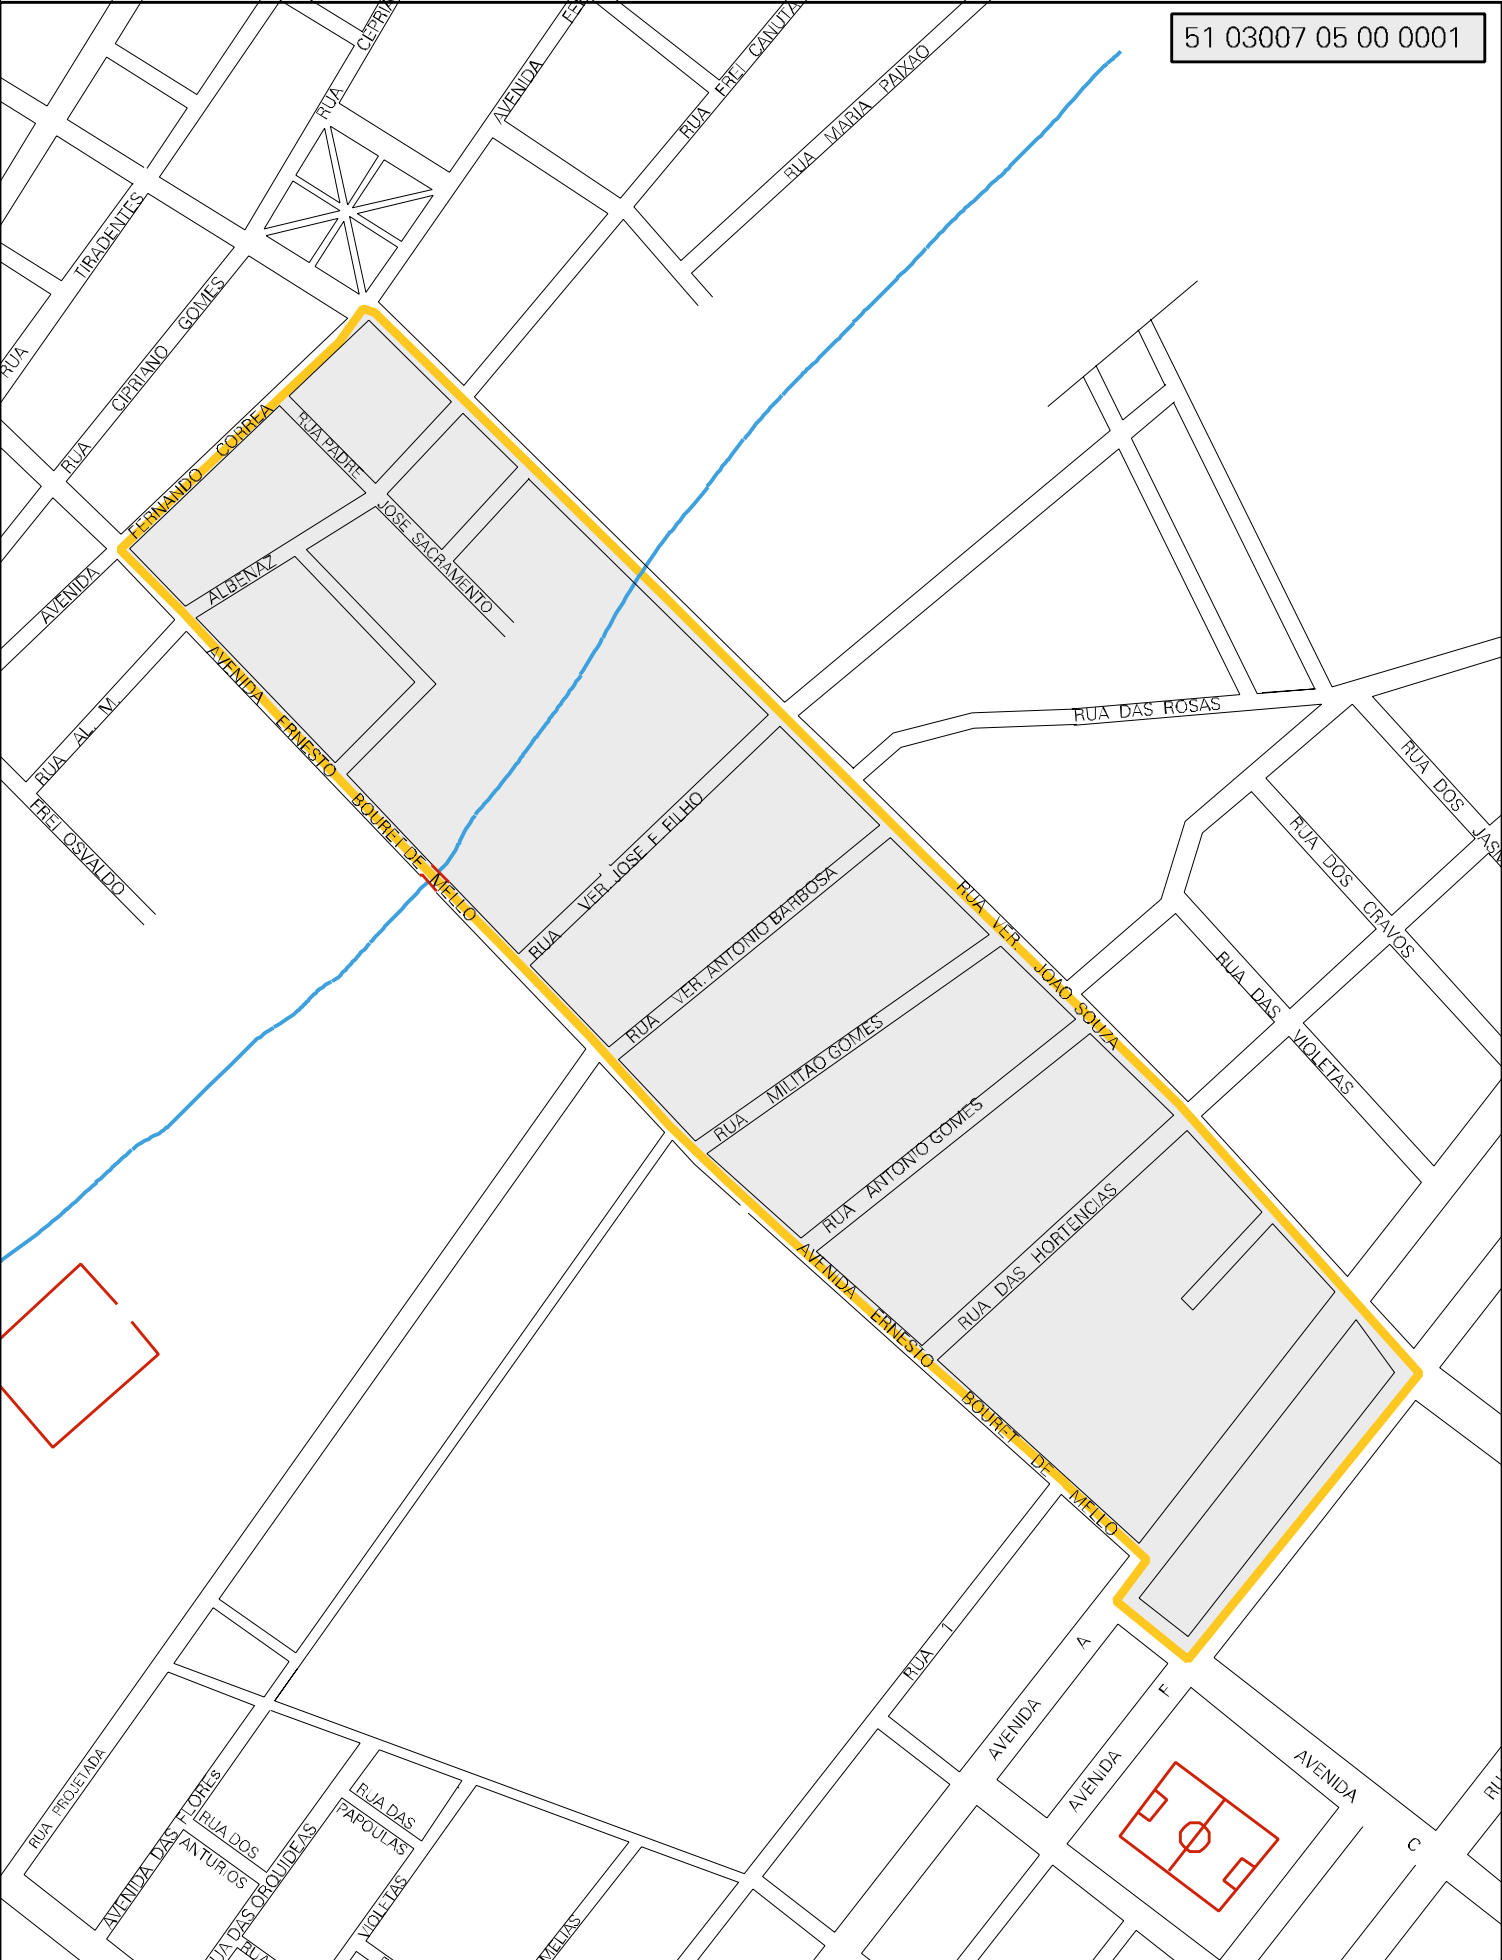 51 03007 05 00 0001
RUA CEPRIA
AVENIDA FE
RUA FREI CANUTA
RUA MARIA PAIXAO
RUA TIRADENTES
RUA CIPRIANO GOMES
AVENIDA FERNANDO CORREA
RUA PADRE
JOSE SACRAMENTO
ALBENAZ
RUA AL. M.
FREI OSVALDO
AVENIDA ERNESTO BOURET DE MELLO
RUA DAS ROSAS
RUA DOS JASM
RUA DOS CRAVOS
RUA VER. JOSE F. FILHO
RUA VER. ANTONIO BARBOSA
RUA VER. JOAO SOUZA
RUA DAS VIOLETAS
RUA MILITAO GOMES
RUA ANTONIO GOMES
RUA DAS HORTENCIAS
AVENIDA ERNESTO BOURET DE MELLO
RUA 1
AVENIDA A
AVENIDA F
AVENIDA C
RU
RUA PROJETADA
AVENIDA DAS FLORES
RUA DOS
ANTURIOS
RUA DAS
PAPOULAS
UA DAS ORQUIDEAS
VIOLETAS
RUA
MELIAS